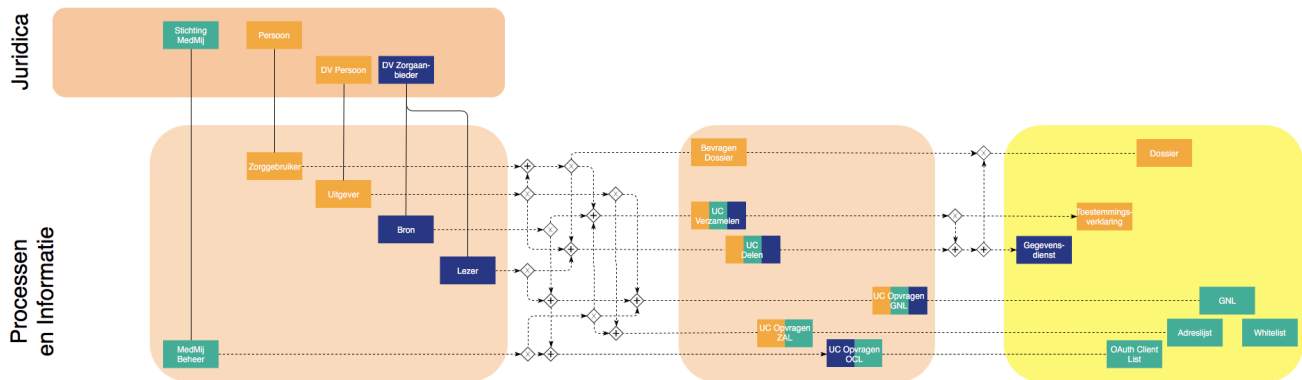 Juridica
Stichting
MedMij
Persoon
DV Persoon
DV Zorgaan-
bieder
Processen
en Informatie
Zorggebruiker
Uitgever
Bron
Lezer
MedMij
Beheer
Bevragen
Dossier
UC
Verzamelen
UC
Delen
UC Opvragen
GNL
UC Opvragen
ZAL
UC Opvragen
OCL
Dossier
Toestemmings-
verklaring
Gegevens-
dienst
GNL
Adreslijst
Whitelist
OAuth Client
List